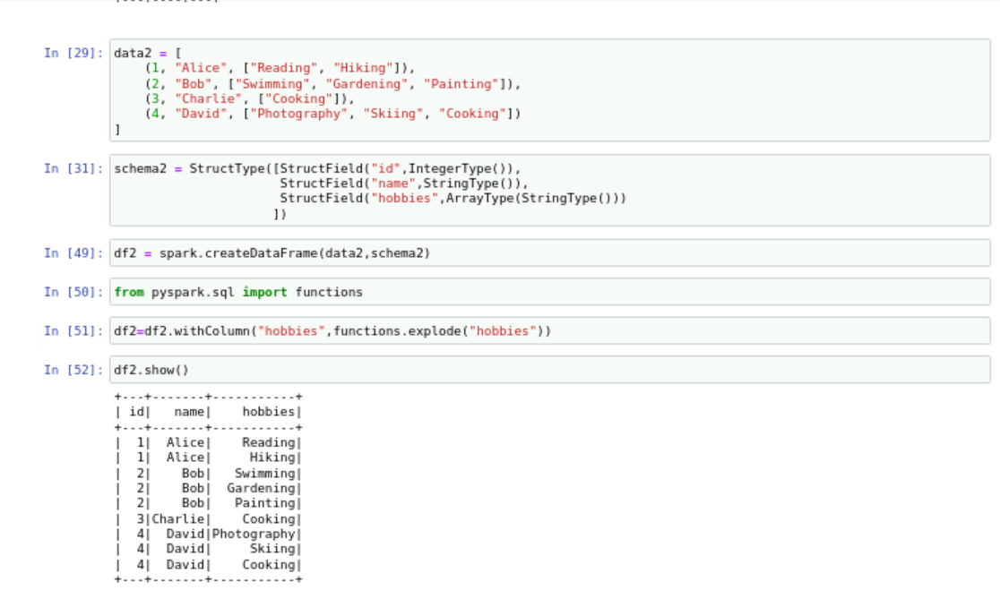 In [29]: data2 = [
    (1, "Alice", ["Reading", "Hiking"]),
    (2, "Bob", ["Swimming", "Gardening", "Painting"]),
    (3, "Charlie", ["Cooking"]),
    (4, "David", ["Photography", "Skiing", "Cooking"])
]
In [31]: schema2 = StructType([StructField("id",IntegerType()),
                      StructField("name",StringType()),
                      StructField("hobbies",ArrayType(StringType()))
                     ])
In [49]: df2 = spark.createDataFrame(data2,schema2)
In [50]: from pyspark.sql import functions
In [51]: df2=df2.withColumn("hobbies",functions.explode("hobbies"))
In [52]: df2.show()
+---+-------+-----------+
| id|   name|    hobbies|
+---+-------+-----------+
|  1|  Alice|    Reading|
|  1|  Alice|     Hiking|
|  2|    Bob|   Swimming|
|  2|    Bob|  Gardening|
|  2|    Bob|   Painting|
|  3|Charlie|    Cooking|
|  4|  David|Photography|
|  4|  David|     Skiing|
|  4|  David|    Cooking|
+---+-------+-----------+